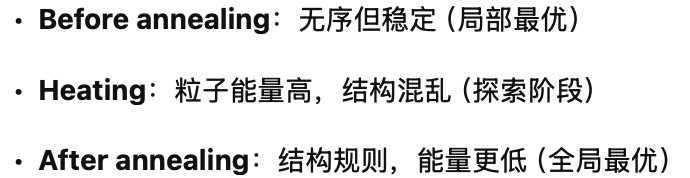 • Before annealing：无序但稳定（局部最优）
• Heating：粒子能量高，结构混乱（探索阶段）
• After annealing：结构规则，能量更低（全局最优）